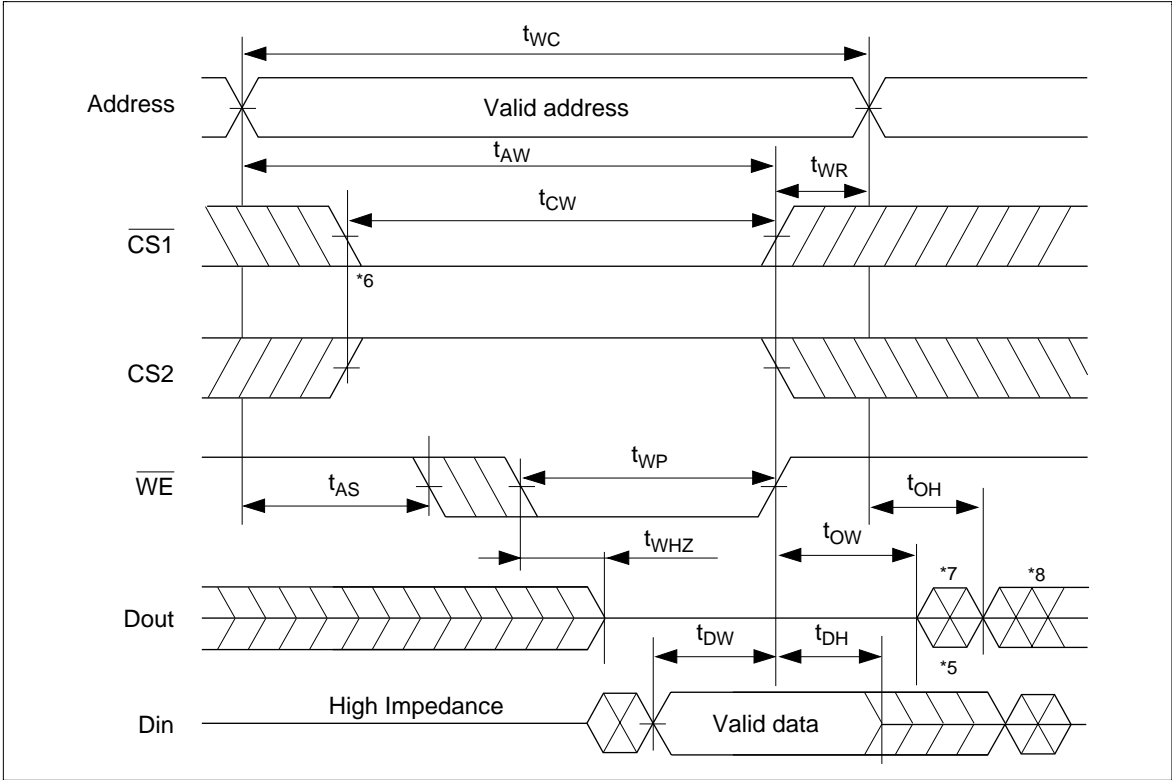 tWC
Address
Valid address
tAW
tWR
tCW
CS1
*6
CS2
WE
tWP
tAS
tOH
tOW
tWHZ
*7
*8
Dout
tDW
tDH
*5
High Impedance
Din
Valid data